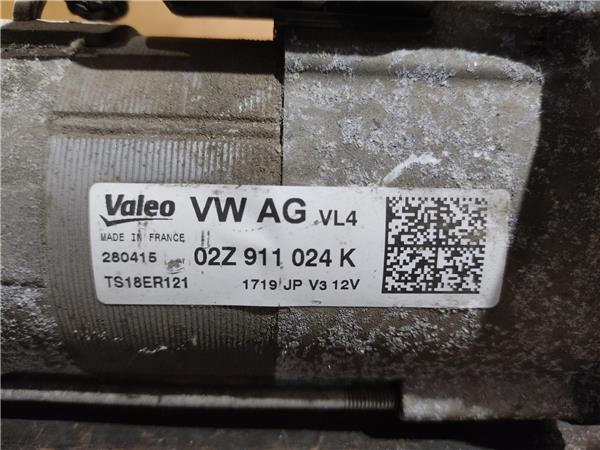 Valeo VW AG VL4
MADE IN FRANCE
280415 02Z 911 024 K
TS18ER121 1719 JP V3 12V